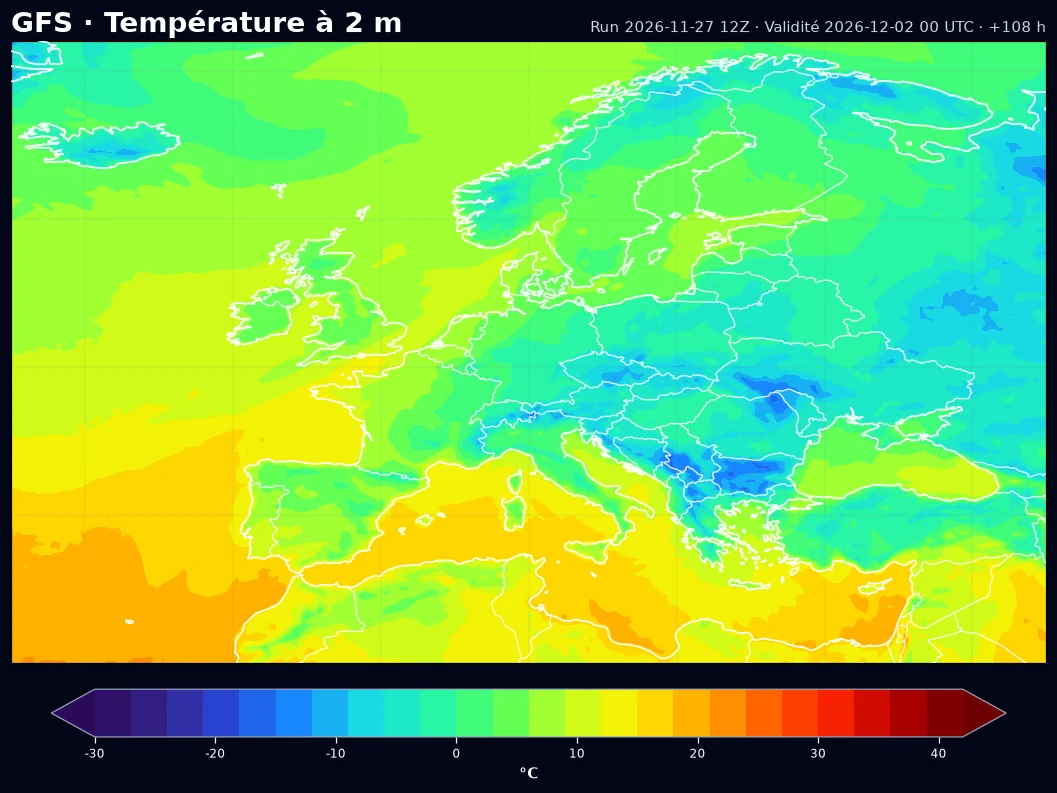 GFS · Température à 2 m
Run 2026-11-27 12Z · Validité 2026-12-02 00 UTC · +108 h
-30 -20 -10 0 10 20 30 40
°C